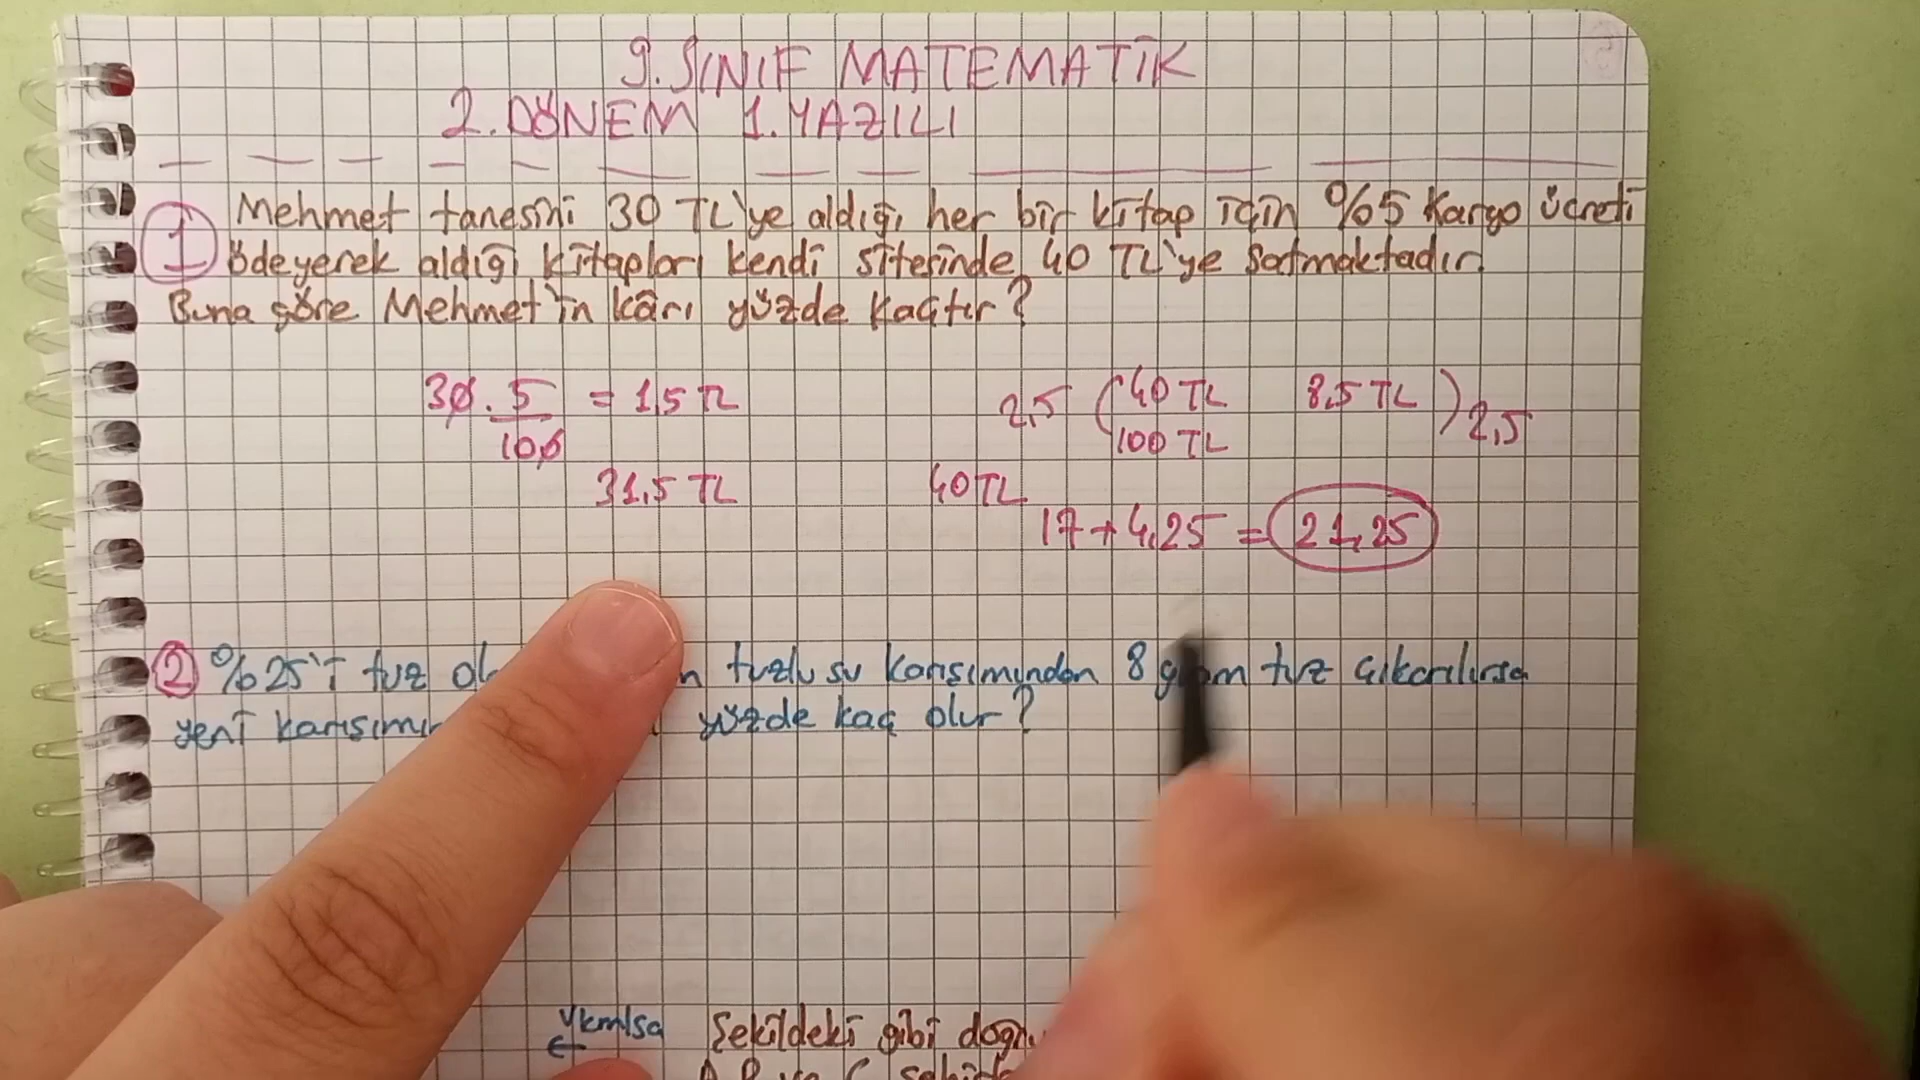 9. SINIF MATEMATİK
2. DÖNEM 1. YAZILI
1 Mehmet tanesini 30 TL'ye aldığı her bir kitap için %5 Kargo ücreti
ödeyerek aldığı kitapları kendi sitesinde 40 TL'ye satmaktadır.
Buna göre Mehmet'in kârı yüzde kaçtır?
30 . 5/100 = 1,5 TL
31,5 TL
2,5 ( 40 TL 8,5 TL ) 2,5
100 TL
40 TL
17 + 4,25 = 21,25
2 %25'i tuz tuzlu su karışımından 8 gram tuz çıkarılırsa
yeni yüzde kaç olur?
Şekildeki gibi